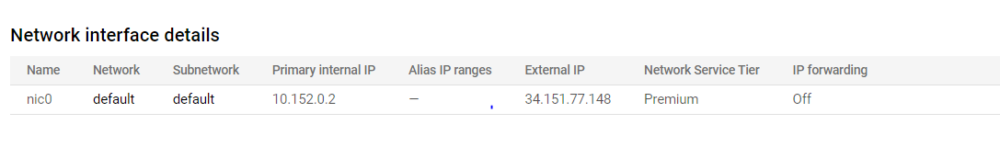 Network interface details
Name Network Subnetwork Primary internal IP Alias IP ranges External IP Network Service Tier IP forwarding
nic0 default default 10.152.0.2 — 34.151.77.148 Premium Off